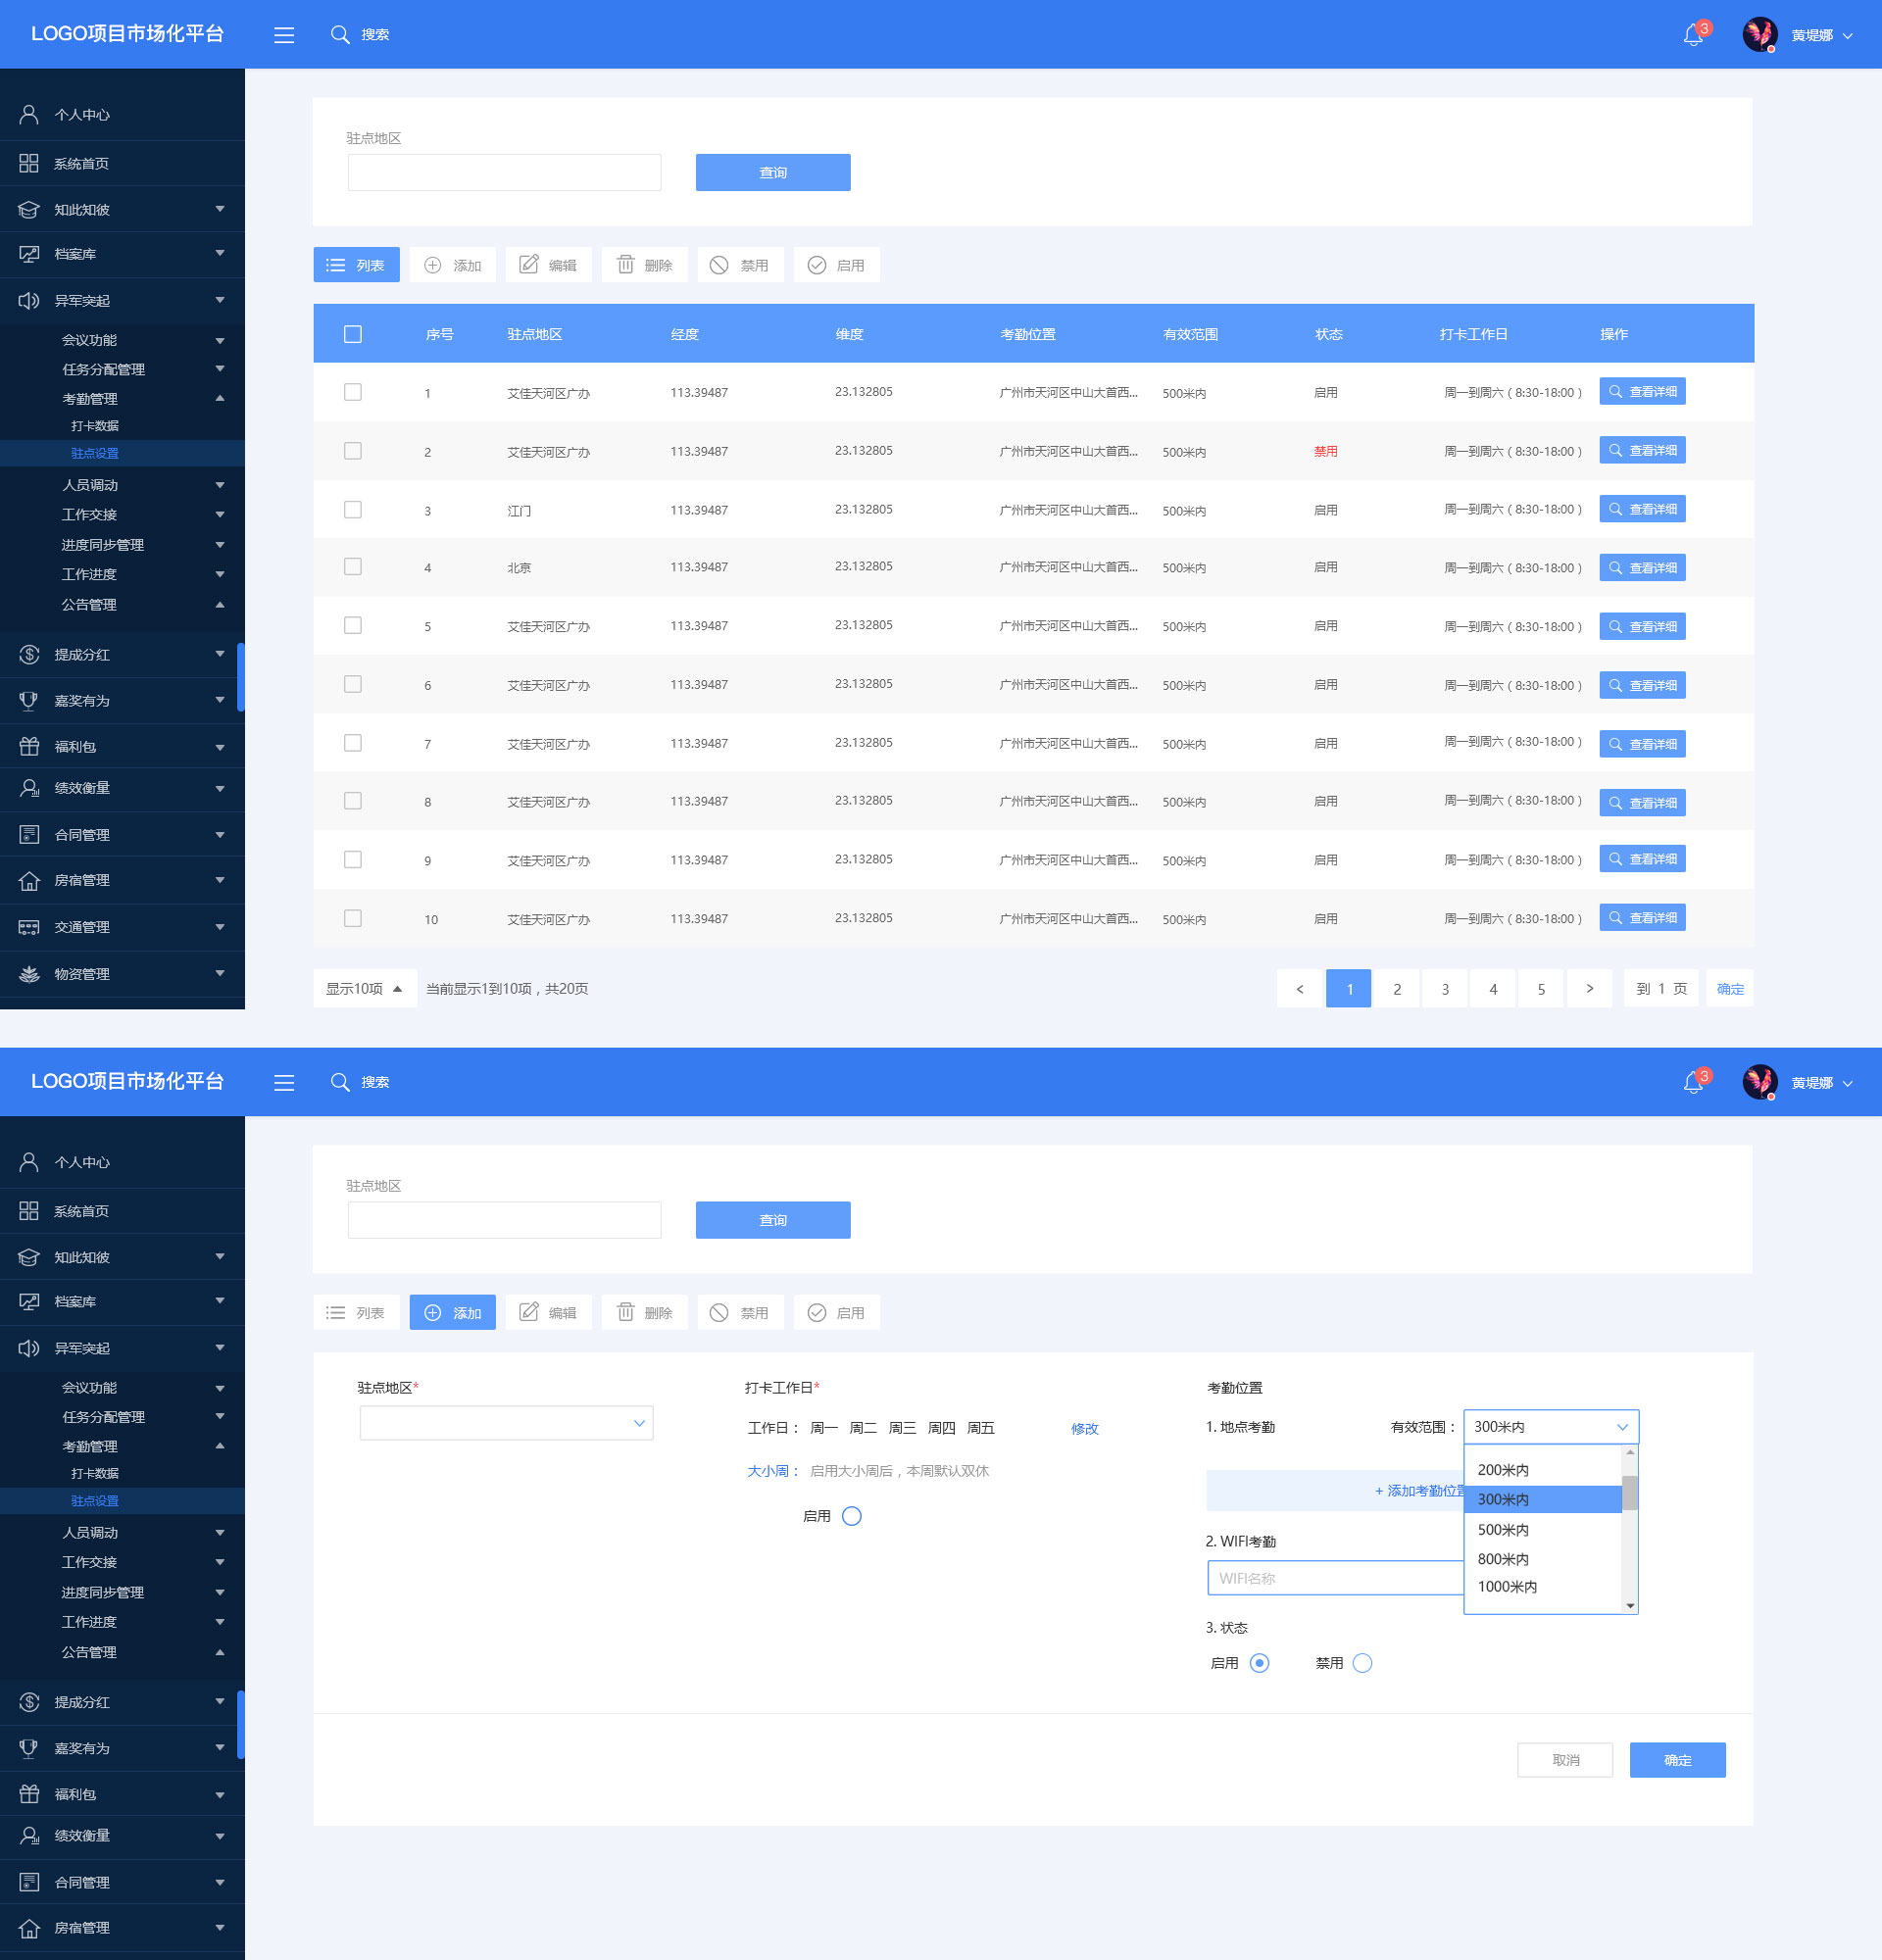 LOGO项目市场化平台 搜索 3 黄堤娜
个人中心
系统首页
知此知彼
档案库
异军突起
会议功能
任务分配管理
考勤管理
打卡数据
驻点设置
人员调动
工作交接
进度同步管理
工作进度
公告管理
提成分红
嘉奖有为
福利包
绩效衡量
合同管理
房宿管理
交通管理
物资管理
驻点地区
查询
列表 添加 编辑 删除 禁用 启用
序号 驻点地区 经度 维度 考勤位置 有效范围 状态 打卡工作日 操作
1 艾佳天河区广办 113.39487 23.132805 广州市天河区中山大首西... 500米内 启用 周一到周六（8:30-18:00） 查看详细
2 艾佳天河区广办 113.39487 23.132805 广州市天河区中山大首西... 500米内 禁用 周一到周六（8:30-18:00） 查看详细
3 江门 113.39487 23.132805 广州市天河区中山大首西... 500米内 启用 周一到周六（8:30-18:00） 查看详细
4 北京 113.39487 23.132805 广州市天河区中山大首西... 500米内 启用 周一到周六（8:30-18:00） 查看详细
5 艾佳天河区广办 113.39487 23.132805 广州市天河区中山大首西... 500米内 启用 周一到周六（8:30-18:00） 查看详细
6 艾佳天河区广办 113.39487 23.132805 广州市天河区中山大首西... 500米内 启用 周一到周六（8:30-18:00） 查看详细
7 艾佳天河区广办 113.39487 23.132805 广州市天河区中山大首西... 500米内 启用 周一到周六（8:30-18:00） 查看详细
8 艾佳天河区广办 113.39487 23.132805 广州市天河区中山大首西... 500米内 启用 周一到周六（8:30-18:00） 查看详细
9 艾佳天河区广办 113.39487 23.132805 广州市天河区中山大首西... 500米内 启用 周一到周六（8:30-18:00） 查看详细
10 艾佳天河区广办 113.39487 23.132805 广州市天河区中山大首西... 500米内 启用 周一到周六（8:30-18:00） 查看详细
显示10项 当前显示1到10项，共20页 < 1 2 3 4 5 > 到 1 页 确定
LOGO项目市场化平台 搜索 3 黄堤娜
个人中心
系统首页
知此知彼
档案库
异军突起
会议功能
任务分配管理
考勤管理
打卡数据
驻点设置
人员调动
工作交接
进度同步管理
工作进度
公告管理
提成分红
嘉奖有为
福利包
绩效衡量
合同管理
房宿管理
驻点地区
查询
列表 添加 编辑 删除 禁用 启用
驻点地区*
打卡工作日*
工作日： 周一 周二 周三 周四 周五 修改
大小周： 启用大小周后，本周默认双休
启用
考勤位置
1. 地点考勤 有效范围： 300米内
200米内
300米内
500米内
800米内
1000米内
+ 添加考勤位置
2. WIFI考勤
WIFI名称
3. 状态
启用 禁用
取消 确定